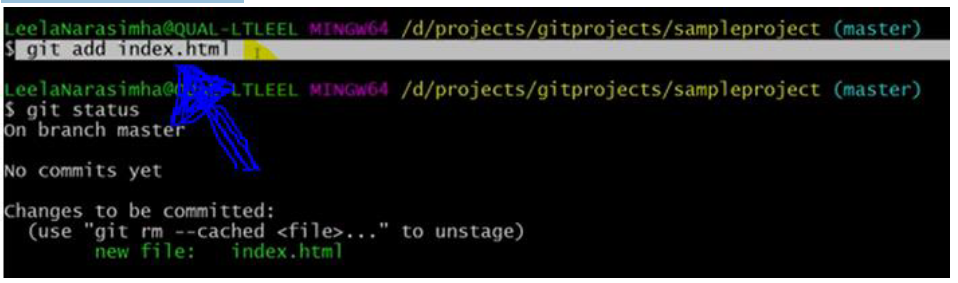 LeelaNarasimha@QUAL-LTLEEL MINGW64 /d/projects/gitprojects/sampleproject (master)
$ git add index.html
LeelaNarasimha@QUAL-LTLEEL MINGW64 /d/projects/gitprojects/sampleproject (master)
$ git status
On branch master
No commits yet
Changes to be committed:
(use "git rm --cached <file>..." to unstage)
new file: index.html